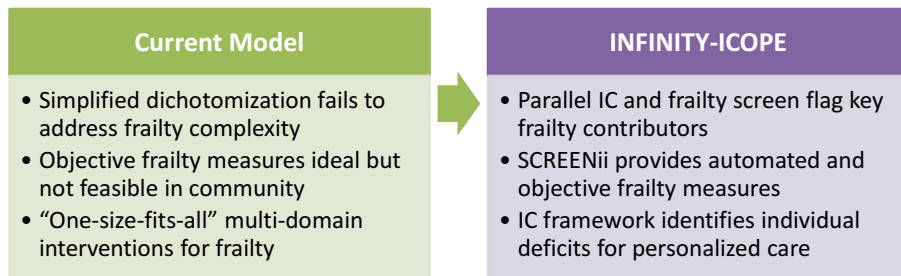 Current Model
• Simplified dichotomization fails to
address frailty complexity
• Objective frailty measures ideal but
not feasible in community
• “One-size-fits-all” multi-domain
interventions for frailty
INFINITY-ICOPE
• Parallel IC and frailty screen flag key
frailty contributors
• SCREENii provides automated and
objective frailty measures
• IC framework identifies individual
deficits for personalized care